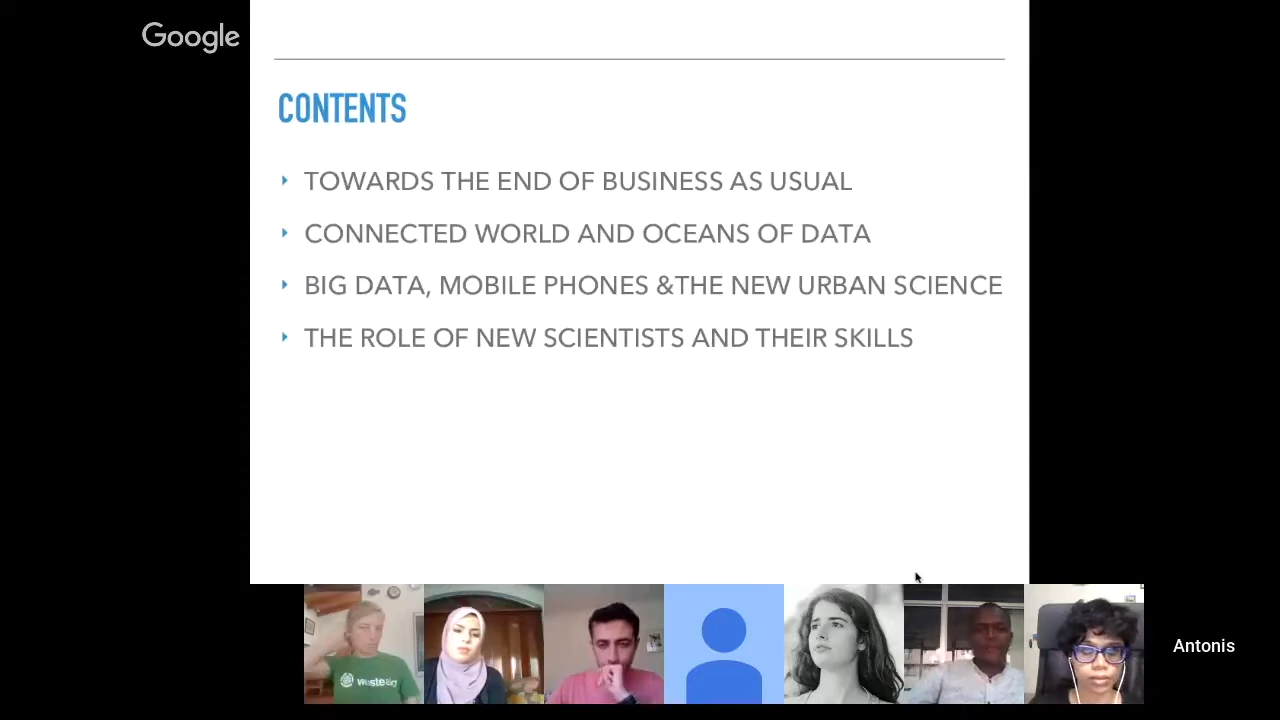 Google
CONTENTS
TOWARDS THE END OF BUSINESS AS USUAL
CONNECTED WORLD AND OCEANS OF DATA
BIG DATA, MOBILE PHONES &THE NEW URBAN SCIENCE
THE ROLE OF NEW SCIENTISTS AND THEIR SKILLS
Antonis